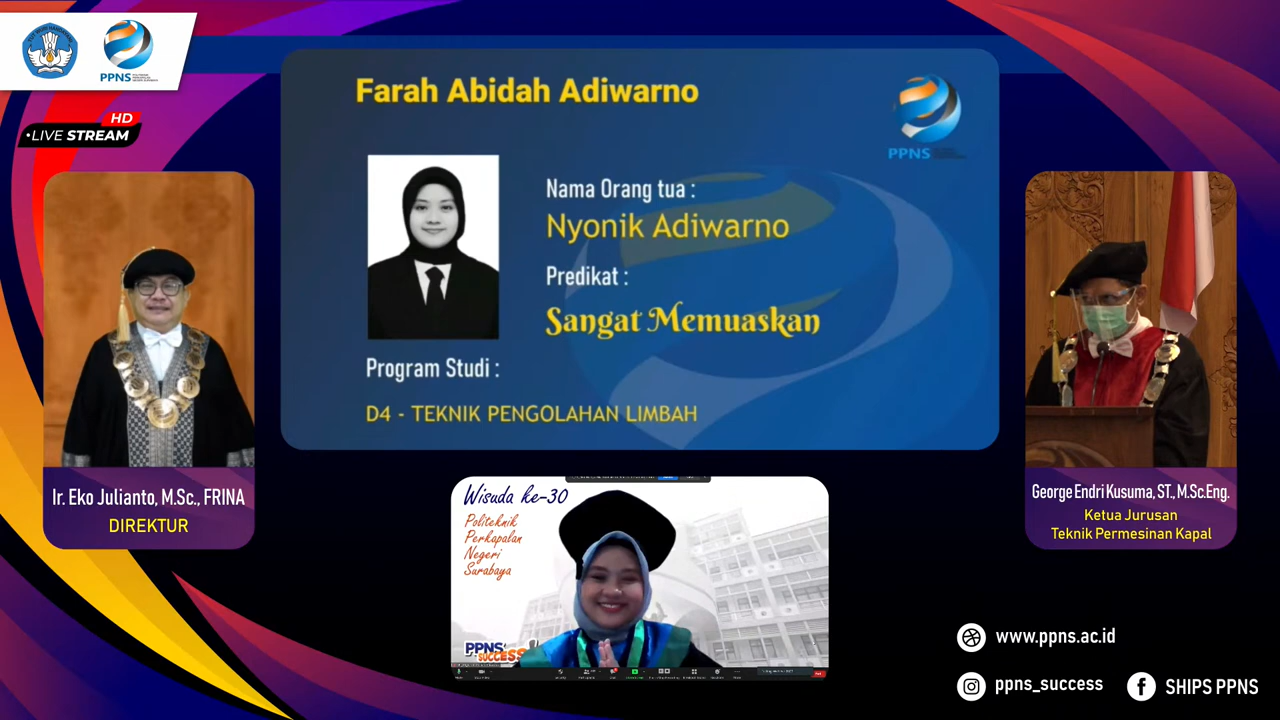 PPNS
HD
LIVE STREAM
Farah Abidah Adiwarno
PPNS
Nama Orang tua :
Nyonik Adiwarno
Predikat :
Sangat Memuaskan
Program Studi :
D4 - TEKNIK PENGOLAHAN LIMBAH
Ir. Eko Julianto, M.Sc., FRINA
DIREKTUR
George Endri Kusuma, ST., M.Sc.Eng.
Ketua Jurusan
Teknik Permesinan Kapal
Wisuda ke-30
Politeknik
Perkapalan
Negeri
Surabaya
PPNS
SUCCESS!
www.ppns.ac.id
ppns_success
SHIPS PPNS